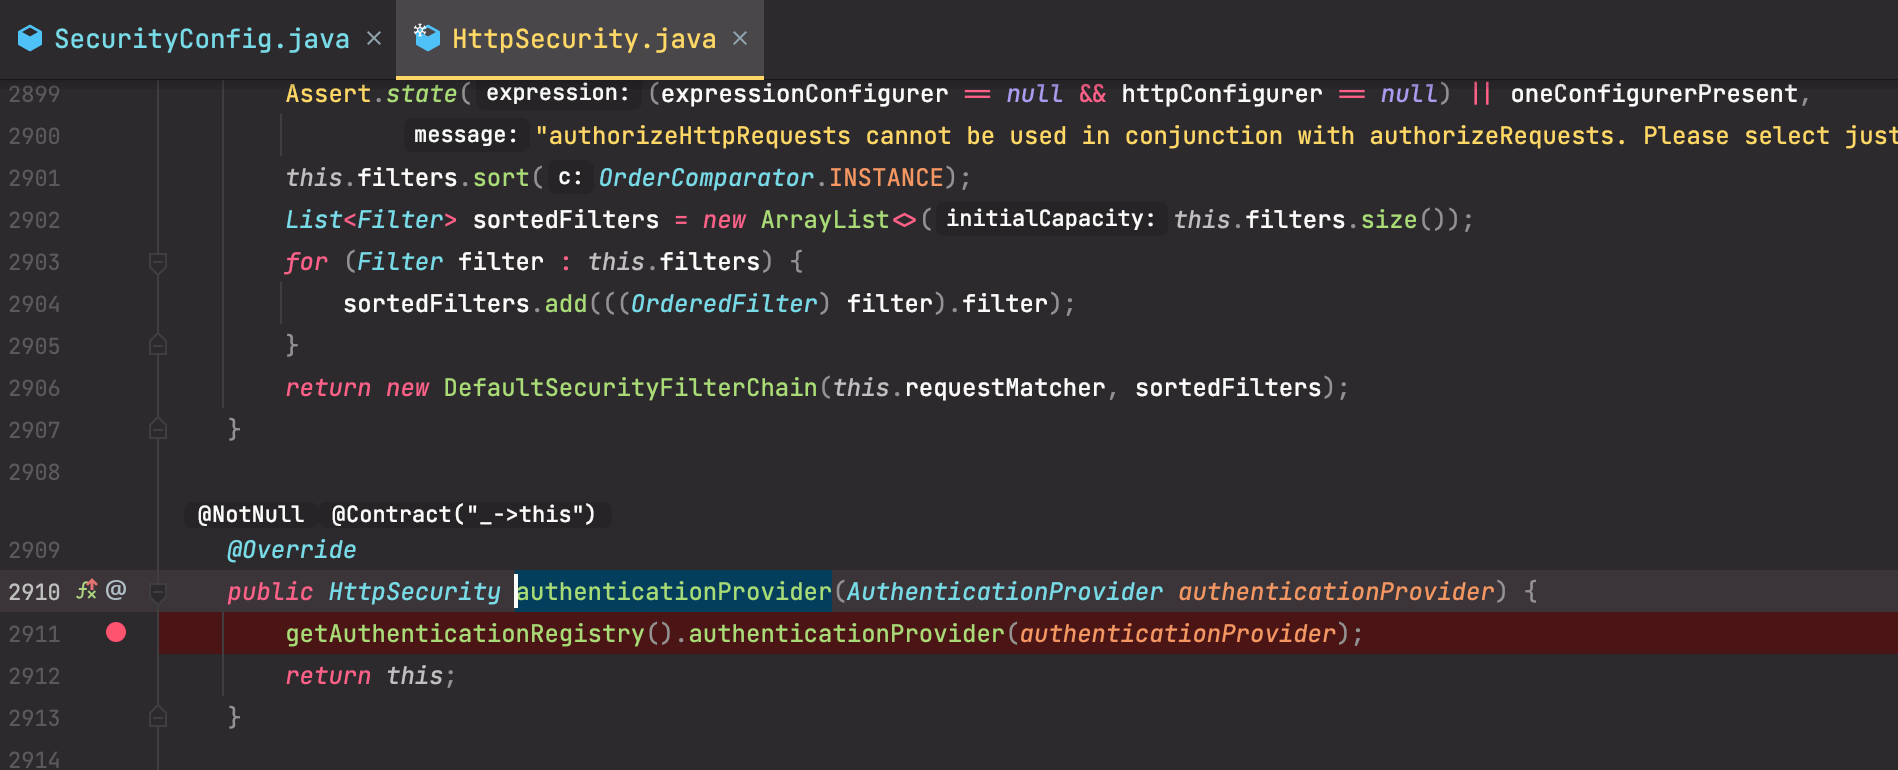 SecurityConfig.java × HttpSecurity.java ×
2899 Assert.state( expression: (expressionConfigurer == null && httpConfigurer == null) || oneConfigurerPresent,
2900 message: "authorizeHttpRequests cannot be used in conjunction with authorizeRequests. Please select just
2901 this.filters.sort( c: OrderComparator.INSTANCE);
2902 List<Filter> sortedFilters = new ArrayList<>( initialCapacity: this.filters.size());
2903 for (Filter filter : this.filters) {
2904 sortedFilters.add(((OrderedFilter) filter).filter);
2905 }
2906 return new DefaultSecurityFilterChain(this.requestMatcher, sortedFilters);
2907 }
2908
@NotNull @Contract("_->this")
2909 @Override
2910 @ public HttpSecurity authenticationProvider(AuthenticationProvider authenticationProvider) {
2911 getAuthenticationRegistry().authenticationProvider(authenticationProvider);
2912 return this;
2913 }
2914